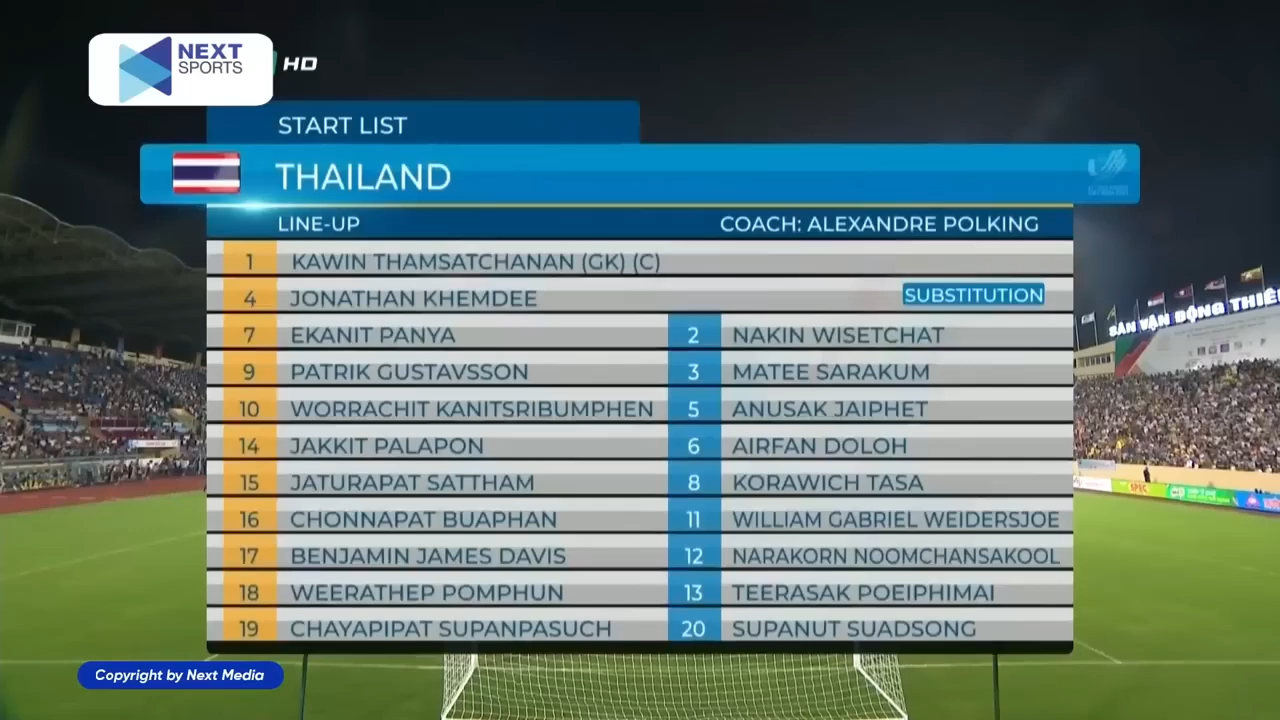 NEXT
SPORTS
HD
START LIST
THAILAND
LINE-UP COACH: ALEXANDRE POLKING
1 KAWIN THAMSATCHANAN (GK) (C)
4 JONATHAN KHEMDEE SUBSTITUTION
7 EKANIT PANYA 2 NAKIN WISETCHAT
9 PATRIK GUSTAVSSON 3 MATEE SARAKUM
10 WORRACHIT KANITSRIBUMPHEN 5 ANUSAK JAIPHET
14 JAKKIT PALAPON 6 AIRFAN DOLOH
15 JATURAPAT SATTHAM 8 KORAWICH TASA
16 CHONNAPAT BUAPHAN 11 WILLIAM GABRIEL WEIDERSJOE
17 BENJAMIN JAMES DAVIS 12 NARAKORN NOOMCHANSAKOOL
18 WEERATHEP POMPHUN 13 TEERASAK POEIPHIMAI
19 CHAYAPIPAT SUPANPASUCH 20 SUPANUT SUADSONG
SÂN VẬN ĐỘNG THIÊ
Copyright by Next Media